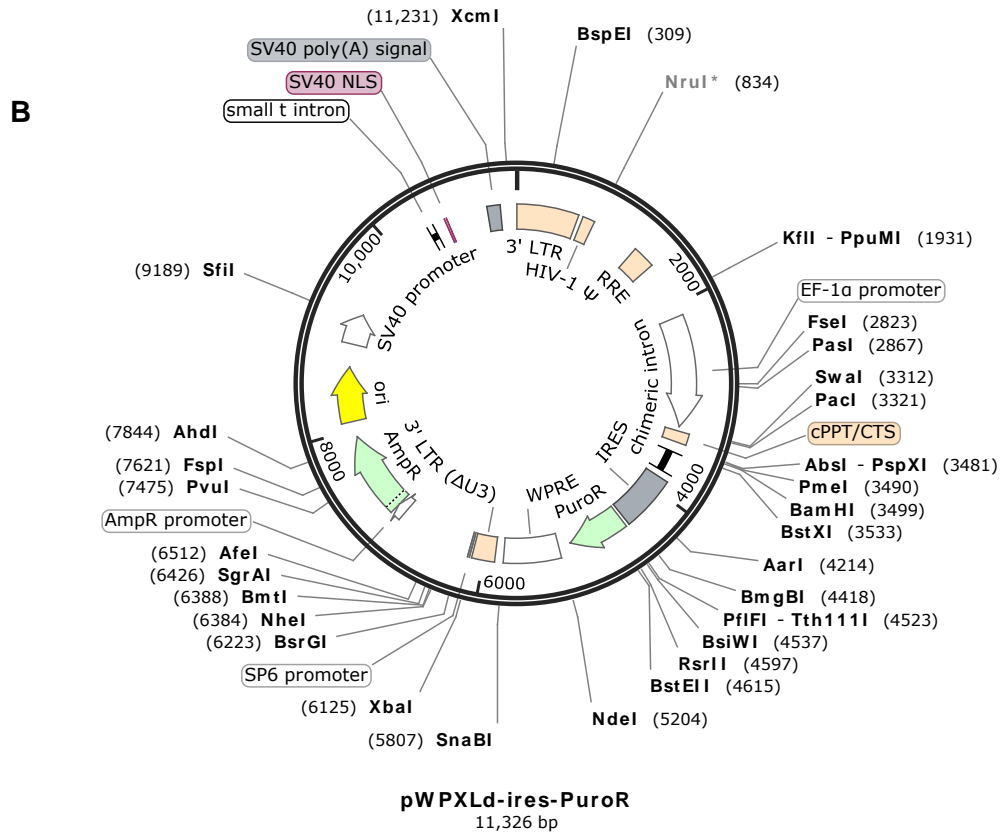 B
(11,231) XcmI
BspEI (309)
NruI * (834)
SV40 poly(A) signal
SV40 NLS
small t intron
KflI - PpuMI (1931)
EF-1α promoter
FseI (2823)
PasI (2867)
SwaI (3312)
PacI (3321)
cPPT/CTS
AbsI - PspXI (3481)
PmeI (3490)
BamHI (3499)
BstXI (3533)
AarI (4214)
BmgBI (4418)
PflFI - Tth111I (4523)
BsiWI (4537)
RsrII (4597)
BstEII (4615)
NdeI (5204)
(5807) SnaBI
(6125) XbaI
SP6 promoter
(6223) BsrGI
(6384) NheI
(6388) BmtI
(6426) SgrAI
(6512) AfeI
AmpR promoter
(7475) PvuI
(7621) FspI
(7844) AhdI
(9189) SfiI
2000
4000
6000
8000
10,000
3' LTR
HIV-1 Ψ
RRE
chimeric intron
IRES
PuroR
WPRE
3' LTR (ΔU3)
AmpR
ori
SV40 promoter
pWPXLd-ires-PuroR
11,326 bp